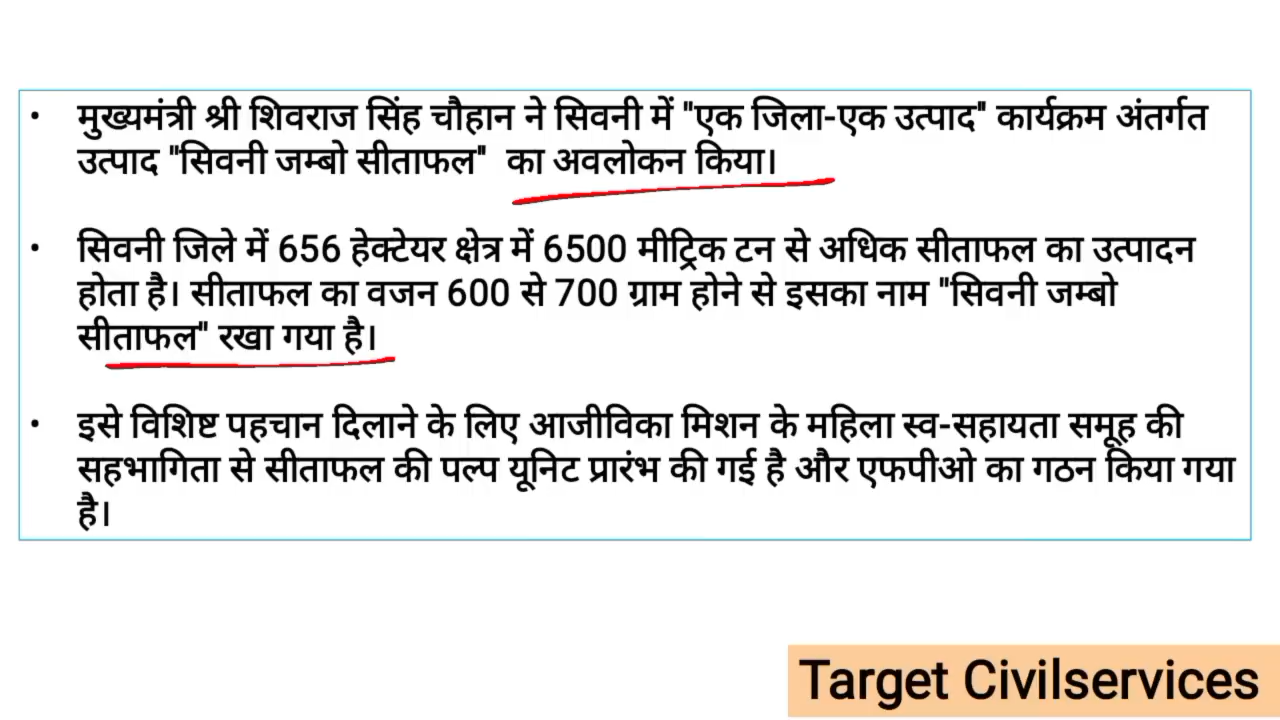 • मुख्यमंत्री श्री शिवराज सिंह चौहान ने सिवनी में "एक जिला-एक उत्पाद" कार्यक्रम अंतर्गत
उत्पाद "सिवनी जम्बो सीताफल" का अवलोकन किया।
• सिवनी जिले में 656 हेक्टेयर क्षेत्र में 6500 मीट्रिक टन से अधिक सीताफल का उत्पादन
होता है। सीताफल का वजन 600 से 700 ग्राम होने से इसका नाम "सिवनी जम्बो
सीताफल" रखा गया है।
• इसे विशिष्ट पहचान दिलाने के लिए आजीविका मिशन के महिला स्व-सहायता समूह की
सहभागिता से सीताफल की पल्प यूनिट प्रारंभ की गई है और एफपीओ का गठन किया गया
है।
Target Civilservices